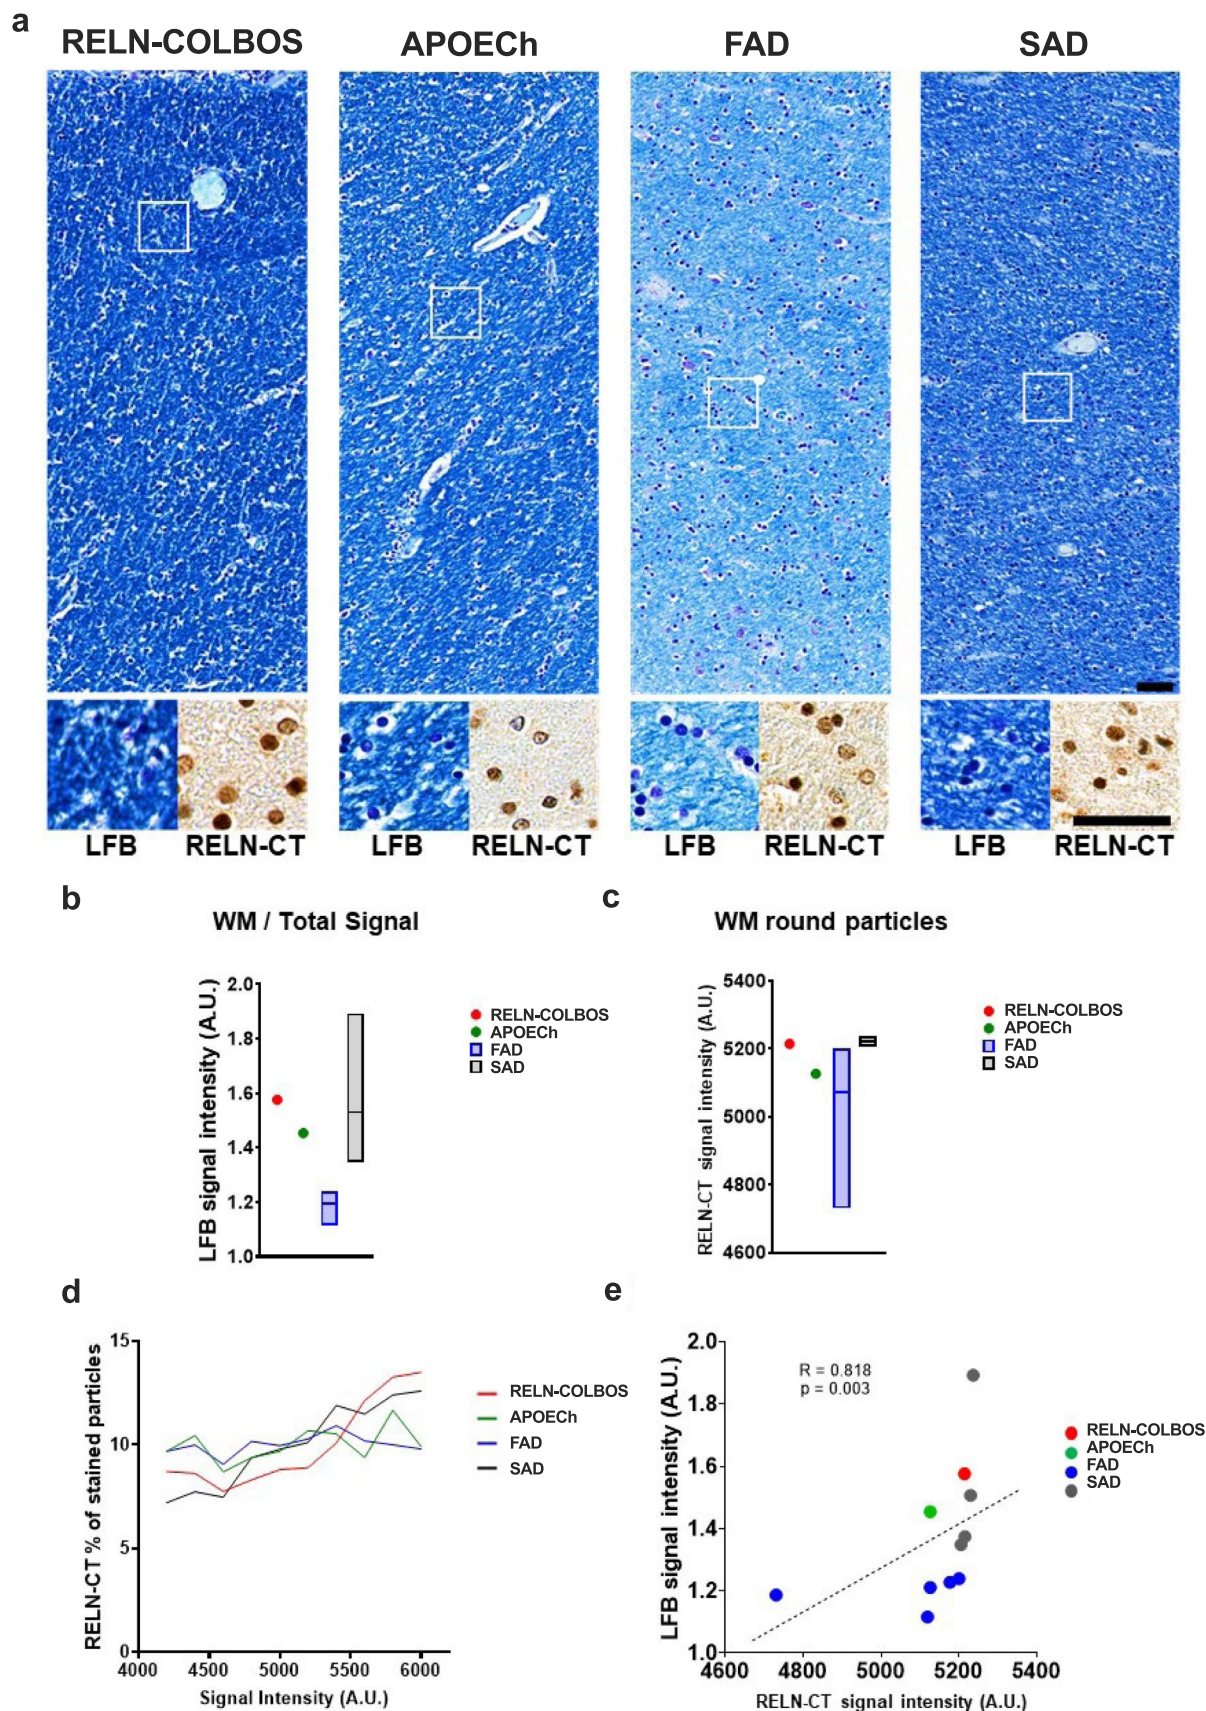 a
RELN-COLBOS APOECh FAD SAD
LFB RELN-CT LFB RELN-CT LFB RELN-CT LFB RELN-CT
b
WM / Total Signal
LFB signal intensity (A.U.)
2.0
1.8
1.6
1.4
1.2
1.0
RELN-COLBOS
APOECh
FAD
SAD
c
WM round particles
RELN-CT signal intensity (A.U.)
5400
5200
5000
4800
4600
RELN-COLBOS
APOECh
FAD
SAD
d
RELN-CT % of stained particles
15
10
5
0
4000 4500 5000 5500 6000
Signal Intensity (A.U.)
RELN-COLBOS
APOECh
FAD
SAD
e
LFB signal intensity (A.U.)
2.0
1.8
1.6
1.4
1.2
1.0
R = 0.818
p = 0.003
4600 4800 5000 5200 5400
RELN-CT signal intensity (A.U.)
RELN-COLBOS
APOECh
FAD
SAD